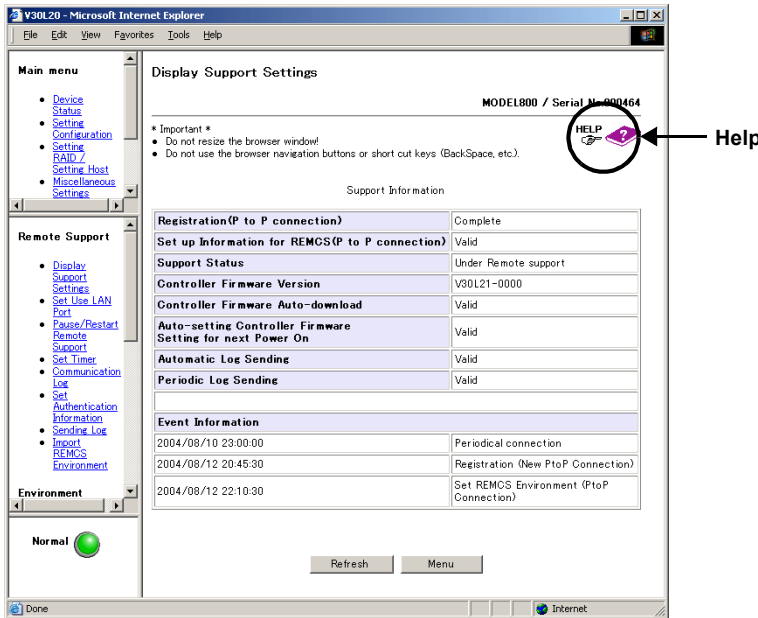 V30L20 - Microsoft Internet Explorer
File Edit View Favorites Tools Help
Main menu
Device
Status
Setting
Configuration
Setting
RAID /
Setting Host
Miscellaneous
Settings
Remote Support
Display
Support
Settings
Set Use LAN
Port
Pause/Restart
Remote
Support
Set Timer
Communication
Log
Set
Authentication
Information
Sending Log
Import
REMCS
Environment
Environment
Normal
Display Support Settings
MODEL800 / Serial No.800464
* Important *
Do not resize the browser window!
Do not use the browser navigation buttons or short cut keys (BackSpace, etc.).
HELP
?
Help
Support Information
Registration(P to P connection) Complete
Set up Information for REMCS(P to P connection) Valid
Support Status Under Remote support
Controller Firmware Version V30L21-0000
Controller Firmware Auto-download Valid
Auto-setting Controller Firmware
Setting for next Power On Valid
Automatic Log Sending Valid
Periodic Log Sending Valid
Event Information
2004/08/10 23:00:00 Periodical connection
2004/08/12 20:45:30 Registration (New PtoP Connection)
2004/08/12 22:10:30 Set REMCS Environment (PtoP
Connection)
Refresh Menu
Done Internet